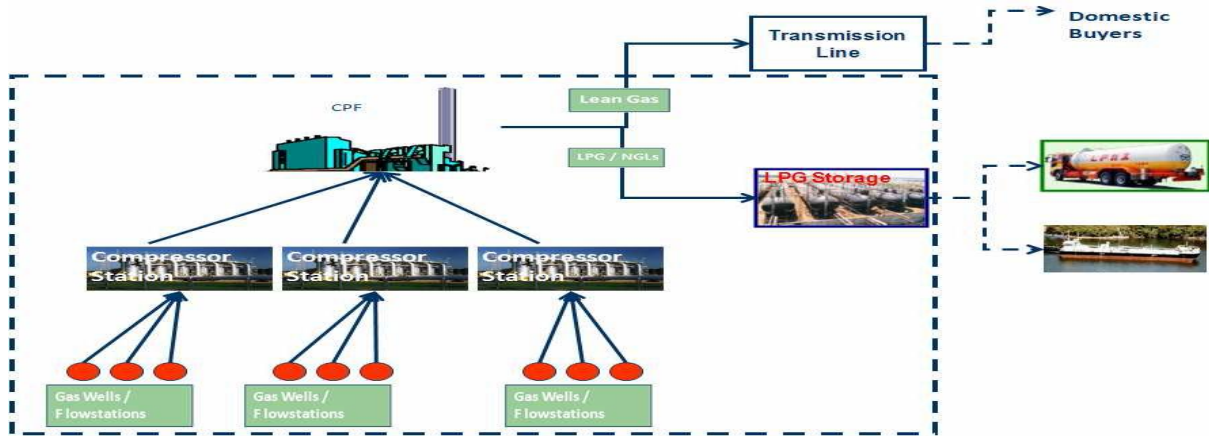 Transmission
Line
Domestic
Buyers
CPF
Lean Gas
LPG / NGLs
LPG Storage
Compressor
Station
Compressor
Station
Compressor
Station
Gas Wells /
Flowstations
Gas Wells /
Flowstations
Gas Wells /
Flowstations